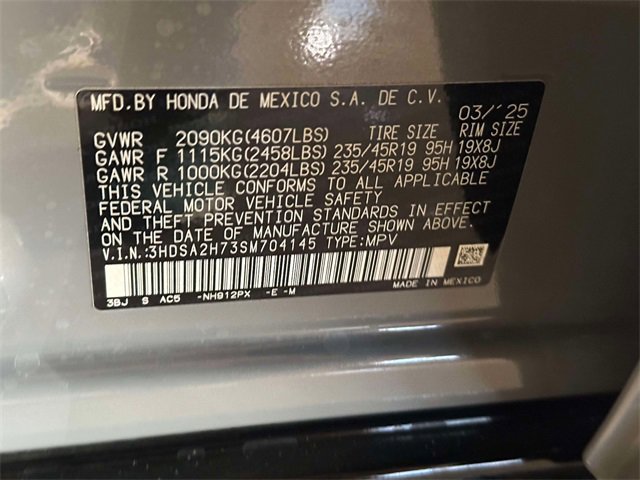 MFD.BY HONDA DE MEXICO S.A. DE C.V. 03/'25
GVWR 2090KG(4607LBS) TIRE SIZE RIM SIZE
GAWR F 1115KG(2458LBS) 235/45R19 95H 19X8J
GAWR R 1000KG(2204LBS) 235/45R19 95H 19X8J
THIS VEHICLE CONFORMS TO ALL APPLICABLE
FEDERAL MOTOR VEHICLE SAFETY
AND THEFT PREVENTION STANDARDS IN EFFECT
ON THE DATE OF MANUFACTURE SHOWN ABOVE.
V.I.N.:3HDSA2H73SM704145 TYPE:MPV
3BJ S AC5 -NH912PX -E -M MADE IN MEXICO